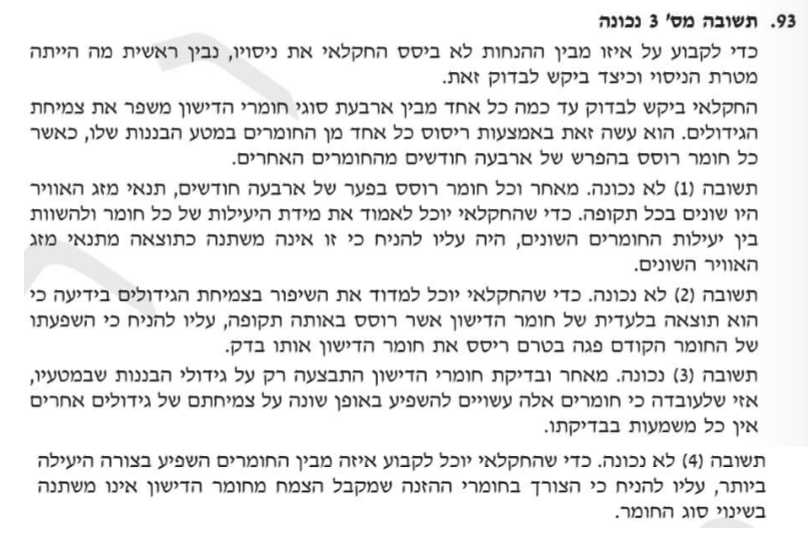 93. תשובה מס' 3 נכונה
כדי לקבוע על איזו מבין ההנחות לא ביסס החקלאי את ניסויו, נבין ראשית מה הייתה
מטרת הניסוי וכיצד ביקש לבדוק זאת.
החקלאי ביקש לבדוק עד כמה כל אחד מבין ארבעת סוגי חומרי הדישון משפר את צמיחת
הגידולים. הוא עשה זאת באמצעות ריסוס כל אחד מן החומרים במטע הבננות שלו, כאשר
כל חומר רוסס בהפרש של ארבעה חודשים מהחומרים האחרים.
תשובה (1) לא נכונה. מאחר וכל חומר רוסס בפער של ארבעה חודשים, תנאי מזג האוויר
היו שונים בכל תקופה. כדי שהחקלאי יוכל לאמוד את מידת היעילות של כל חומר ולהשוות
בין יעילות החומרים השונים, היה עליו להניח כי זו אינה משתנה כתוצאה מתנאי מזג
האוויר השונים.
תשובה (2) לא נכונה. כדי שהחקלאי יוכל למדוד את השיפור בצמיחת הגידולים בידיעה כי
הוא תוצאה בלעדית של חומר הדישון אשר רוסס באותה תקופה, עליו להניח כי השפעתו
של החומר הקודם פגה בטרם ריסס את חומר הדישון אותו בדק.
תשובה (3) נכונה. מאחר ובדיקת חומרי הדישון התבצעה רק על גידולי הבננות שבמטעיו,
אזי שלעובדה כי חומרים אלה עשויים להשפיע באופן שונה על צמיחתם של גידולים אחרים
אין כל משמעות בבדיקתו.
תשובה (4) לא נכונה. כדי שהחקלאי יוכל לקבוע איזה מבין החומרים השפיע בצורה היעילה
ביותר, עליו להניח כי הצורך בחומרי ההזנה שמקבל הצמח מחומר הדישון אינו משתנה
בשינוי סוג החומר.